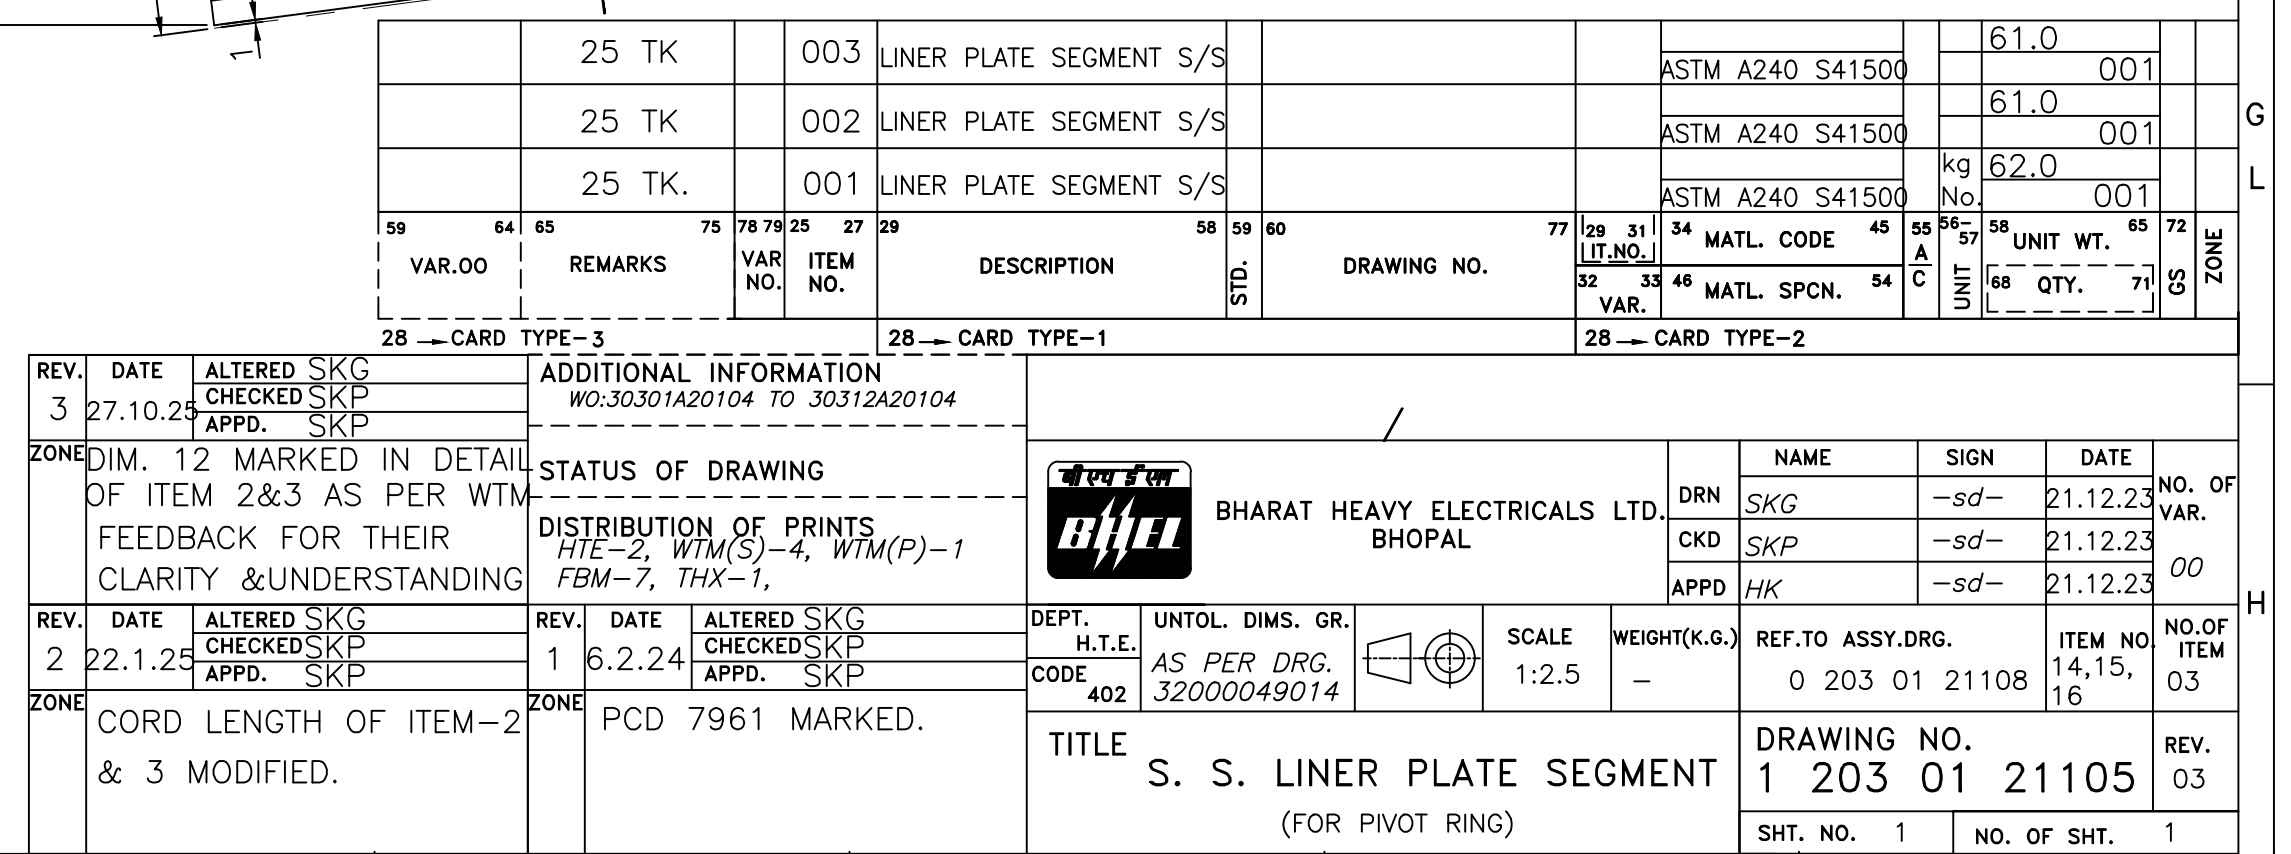 1
25 TK 003 LINER PLATE SEGMENT S/S 61.0
ASTM A240 S41500 001
25 TK 002 LINER PLATE SEGMENT S/S 61.0
ASTM A240 S41500 001
G
25 TK. 001 LINER PLATE SEGMENT S/S kg 62.0
ASTM A240 S41500 No. 001
L
59 64 65 75 78 79 25 27 29 58 59 60 77 29 31 34 MATL. CODE 45 55 56-57 58 UNIT WT. 65 72
VAR.00 REMARKS VAR NO. ITEM NO. DESCRIPTION STD. DRAWING NO. IT.NO. A/C UNIT GS ZONE
32 33 VAR. 46 MATL. SPCN. 54 68 QTY. 71
28 → CARD TYPE-3 28 → CARD TYPE-1 28 → CARD TYPE-2
REV. DATE ALTERED SKG
3 27.10.25 CHECKED SKP
APPD. SKP
ZONE DIM. 12 MARKED IN DETAIL
OF ITEM 2&3 AS PER WTM
FEEDBACK FOR THEIR
CLARITY &UNDERSTANDING
ADDITIONAL INFORMATION
WO:30301A20104 TO 30312A20104
STATUS OF DRAWING
DISTRIBUTION OF PRINTS
HTE-2, WTM(S)-4, WTM(P)-1
FBM-7, THX-1,
बी एच ई एल
BHEL
BHARAT HEAVY ELECTRICALS LTD.
BHOPAL
NAME SIGN DATE
DRN SKG -sd- 21.12.23
CKD SKP -sd- 21.12.23
APPD HK -sd- 21.12.23
NO. OF
VAR.
00
H
REV. DATE ALTERED SKG
2 22.1.25 CHECKED SKP
APPD. SKP
ZONE CORD LENGTH OF ITEM-2
& 3 MODIFIED.
REV. DATE ALTERED SKG
1 6.2.24 CHECKED SKP
APPD. SKP
ZONE PCD 7961 MARKED.
DEPT.
H.T.E.
CODE
402
UNTOL. DIMS. GR.
AS PER DRG.
32000049014
SCALE
1:2.5
WEIGHT(K.G.)
-
REF.TO ASSY.DRG.
0 203 01 21108
ITEM NO.
14,15,
16
NO.OF
ITEM
03
TITLE
S. S. LINER PLATE SEGMENT
(FOR PIVOT RING)
DRAWING NO.
1 203 01 21105
REV.
03
SHT. NO. 1
NO. OF SHT. 1